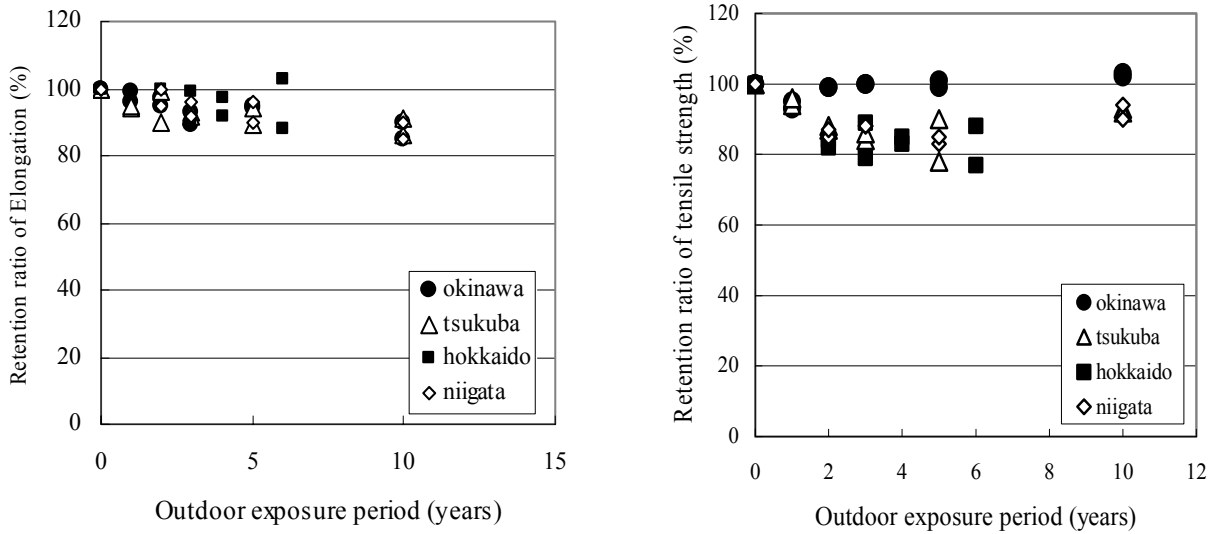 120
100
80
60
40
20
0
Retention ratio of Elongation (%)
okinawa
tsukuba
hokkaido
niigata
0 5 10 15
Outdoor exposure period (years)
120
100
80
60
40
20
0
Retention ratio of tensile strength (%)
okinawa
tsukuba
hokkaido
niigata
0 2 4 6 8 10 12
Outdoor exposure period (years)